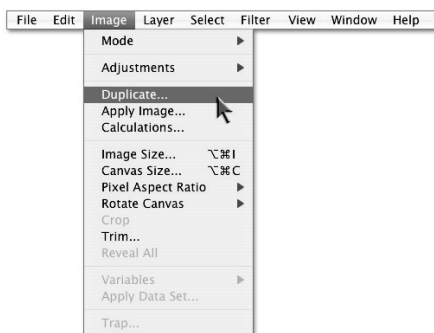 File Edit Image Layer Select Filter View Window Help
Mode
Adjustments
Duplicate...
Apply Image...
Calculations...
Image Size... ⌥⌘I
Canvas Size... ⌥⌘C
Pixel Aspect Ratio
Rotate Canvas
Crop
Trim...
Reveal All
Variables
Apply Data Set...
Trap...